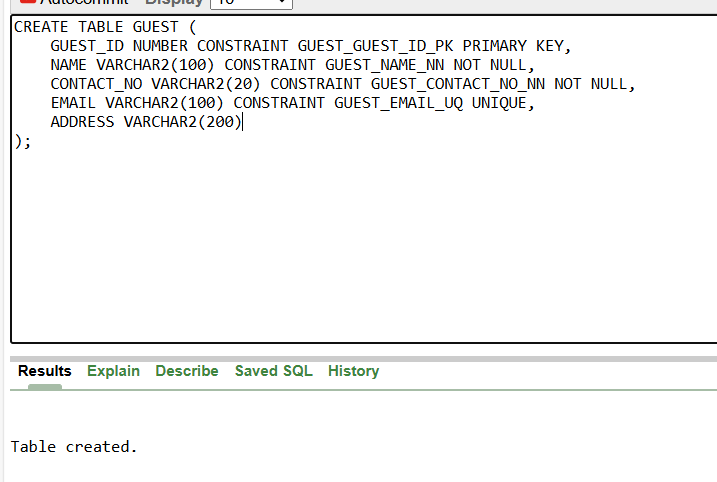 Autocommit Display 10
CREATE TABLE GUEST (
    GUEST_ID NUMBER CONSTRAINT GUEST_GUEST_ID_PK PRIMARY KEY,
    NAME VARCHAR2(100) CONSTRAINT GUEST_NAME_NN NOT NULL,
    CONTACT_NO VARCHAR2(20) CONSTRAINT GUEST_CONTACT_NO_NN NOT NULL,
    EMAIL VARCHAR2(100) CONSTRAINT GUEST_EMAIL_UQ UNIQUE,
    ADDRESS VARCHAR2(200)
);
Results Explain Describe Saved SQL History
Table created.